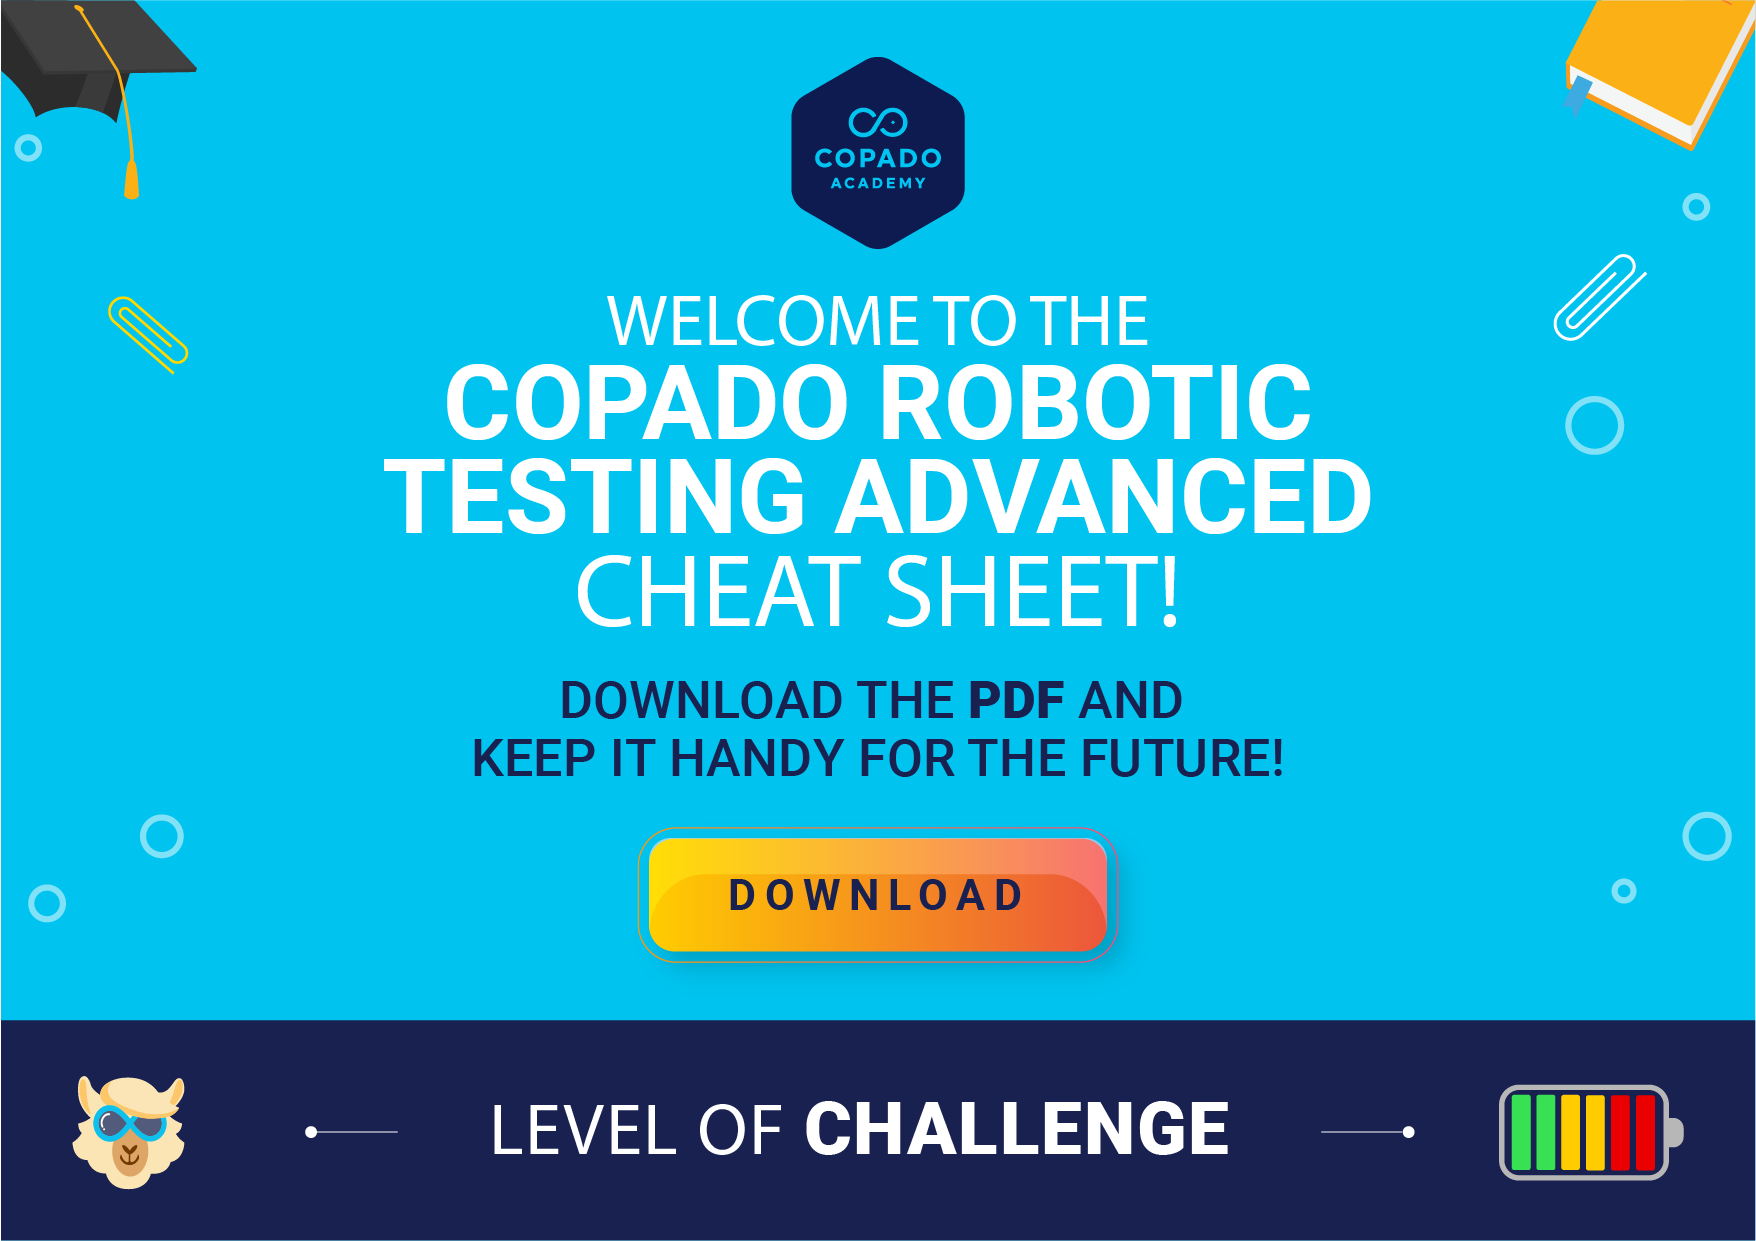 COPADO
ACADEMY
WELCOME TO THE
COPADO ROBOTIC
TESTING ADVANCED
CHEAT SHEET!
DOWNLOAD THE PDF AND
KEEP IT HANDY FOR THE FUTURE!
DOWNLOAD
LEVEL OF CHALLENGE